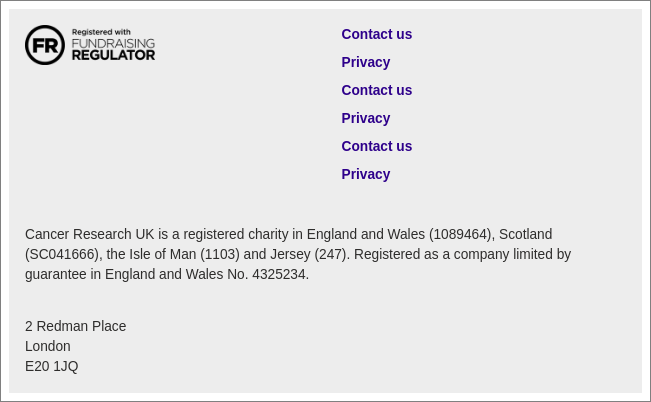 FR
Registered with
FUNDRAISING
REGULATOR
Contact us
Privacy
Contact us
Privacy
Contact us
Privacy
Cancer Research UK is a registered charity in England and Wales (1089464), Scotland
(SC041666), the Isle of Man (1103) and Jersey (247). Registered as a company limited by
guarantee in England and Wales No. 4325234.
2 Redman Place
London
E20 1JQ